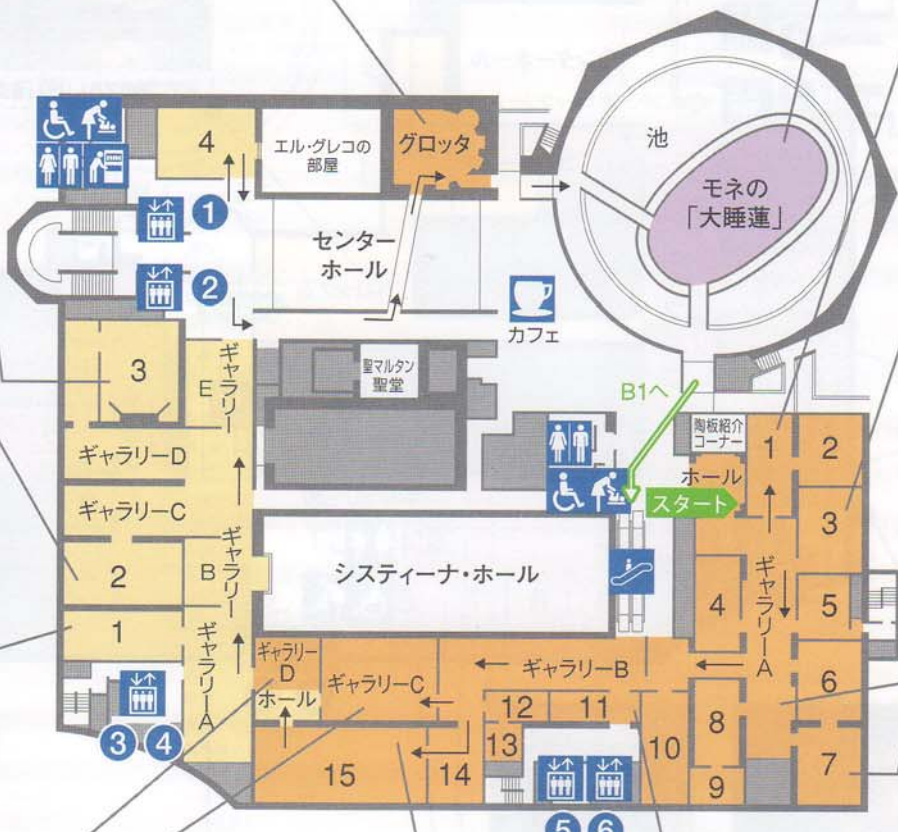 4
エル・グレコの
部屋
グロッタ
池
モネの
「大睡蓮」
1
センター
ホール
2
カフェ
3
ギャラリーE
聖マルタン
聖堂
B1へ
陶板紹介
コーナー
1
2
ギャラリーD
ホール
スタート
3
ギャラリーC
2
ギャラリーB
システィーナ・ホール
4
ギャラリーA
5
1
ギャラリーA
ギャラリー
D
ホール
ギャラリーC
ギャラリーB
6
12
11
8
3
4
15
14
13
10
9
7
5
6